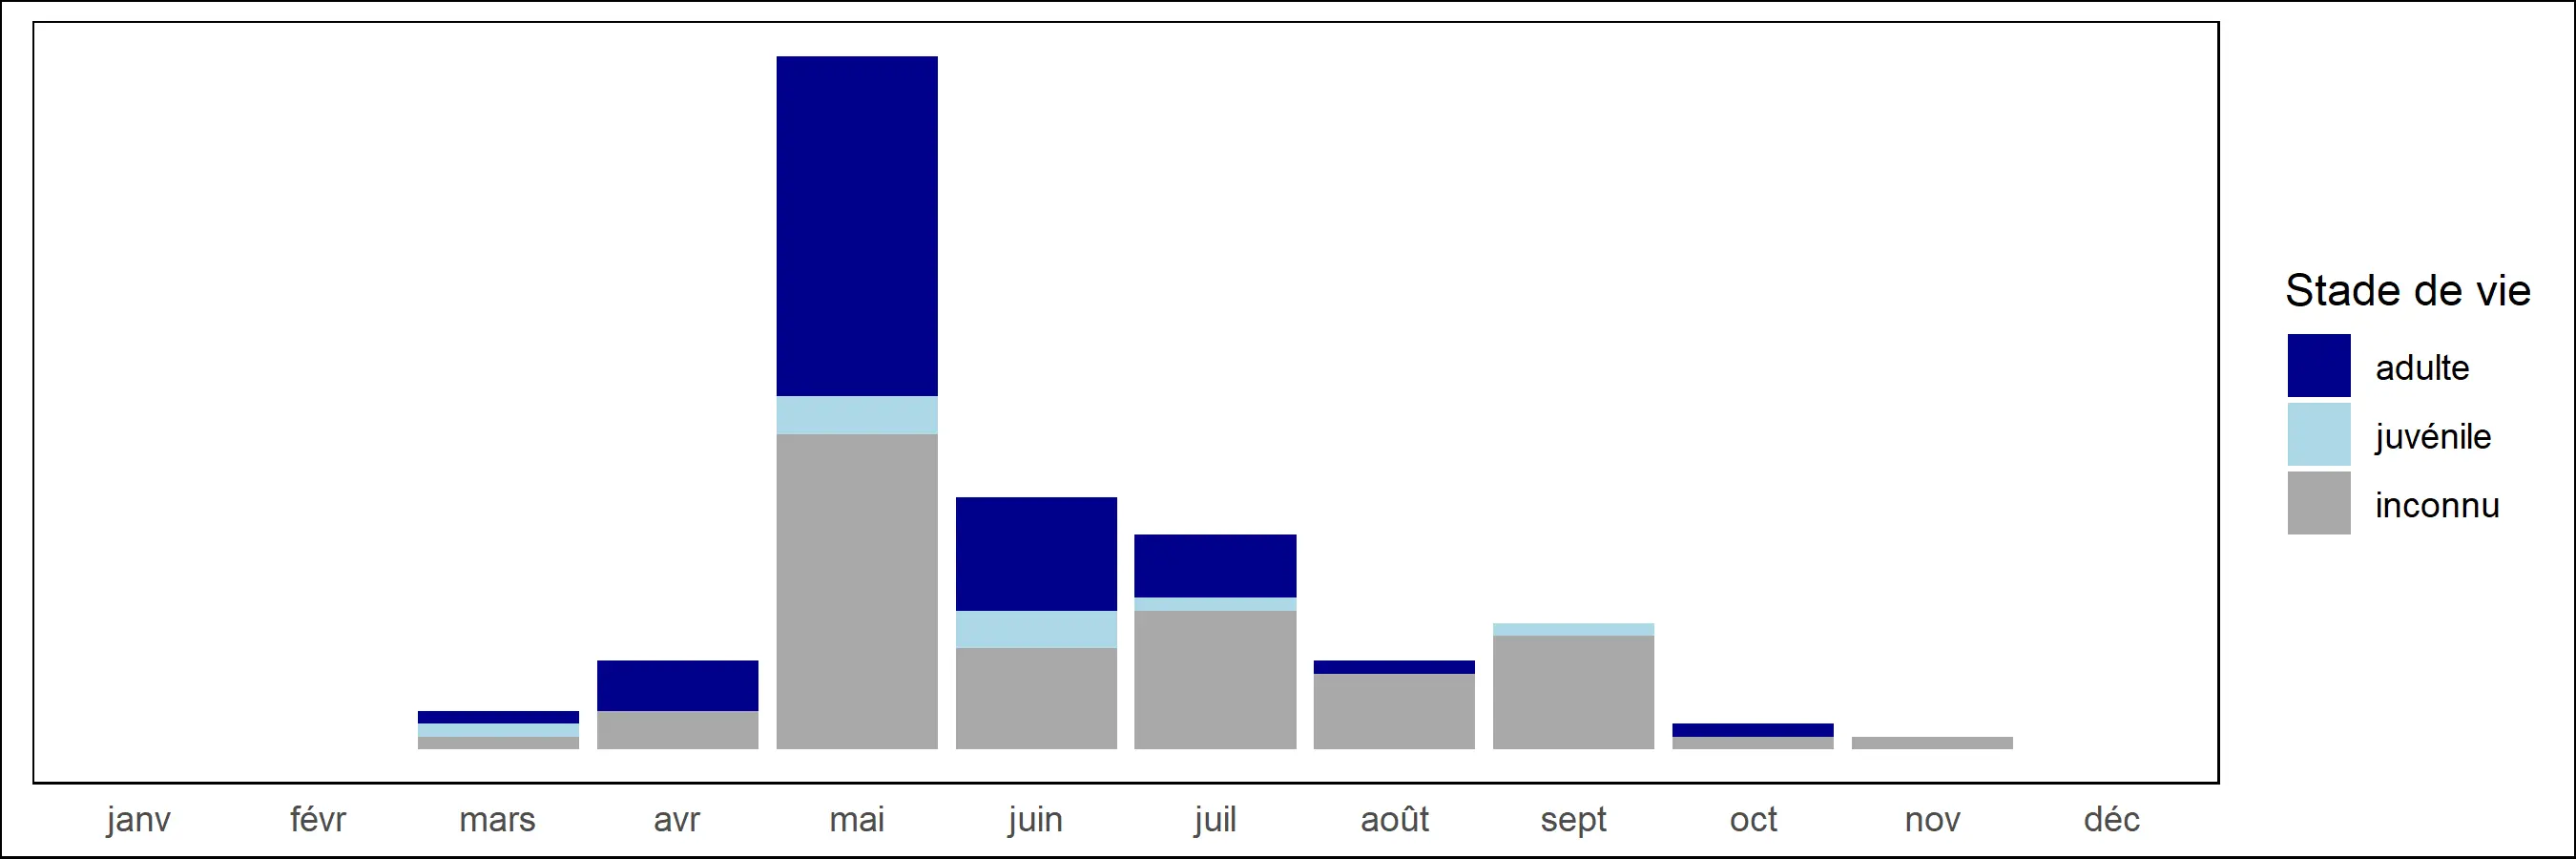 Stade de vie
adulte
juvénile
inconnu
janv févr mars avr mai juin juil août sept oct nov déc